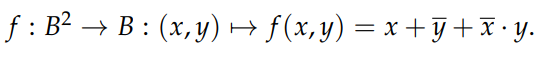 f : B² → B : (x, y) ↦ f(x, y) = x + y̅ + x̅ · y.